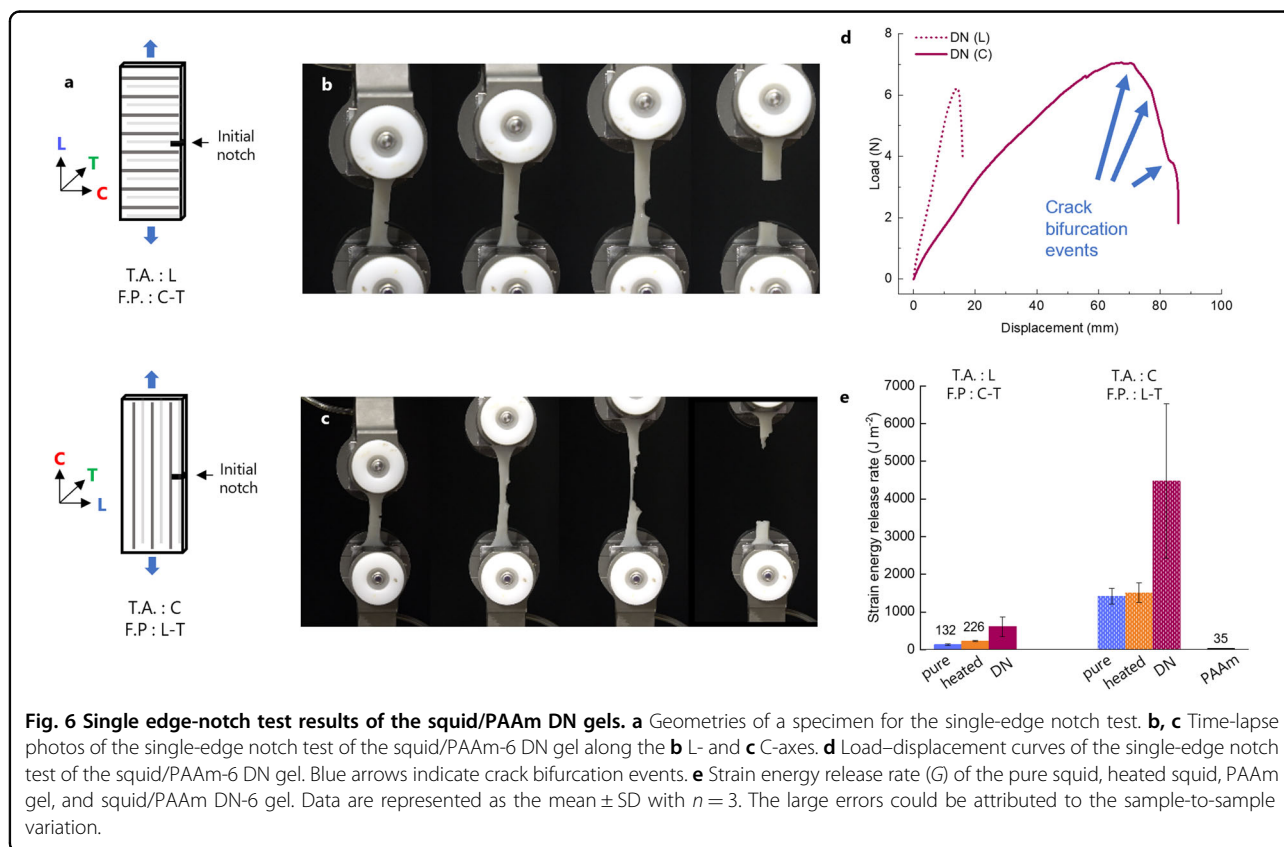 a
L
T
C
Initial
notch
T.A. : L
F.P. : C-T
C
T
L
Initial
notch
T.A. : C
F.P. : L-T
b
c
d
DN (L)
DN (C)
8
6
4
2
0
Load (N)
Crack
bifurcation
events
0 20 40 60 80 100
Displacement (mm)
e
T.A. : L
F.P : C-T
T.A. : C
F.P. : L-T
7000
6000
5000
4000
3000
2000
1000
0
Strain energy release rate (J m⁻²)
132
226
35
pure
heated
DN
pure
heated
DN
PAAm
Fig. 6 Single edge-notch test results of the squid/PAAm DN gels. a Geometries of a specimen for the single-edge notch test. b, c Time-lapse
photos of the single-edge notch test of the squid/PAAm-6 DN gel along the b L- and c C-axes. d Load–displacement curves of the single-edge notch
test of the squid/PAAm-6 DN gel. Blue arrows indicate crack bifurcation events. e Strain energy release rate (G) of the pure squid, heated squid, PAAm
gel, and squid/PAAm DN-6 gel. Data are represented as the mean ± SD with n = 3. The large errors could be attributed to the sample-to-sample
variation.